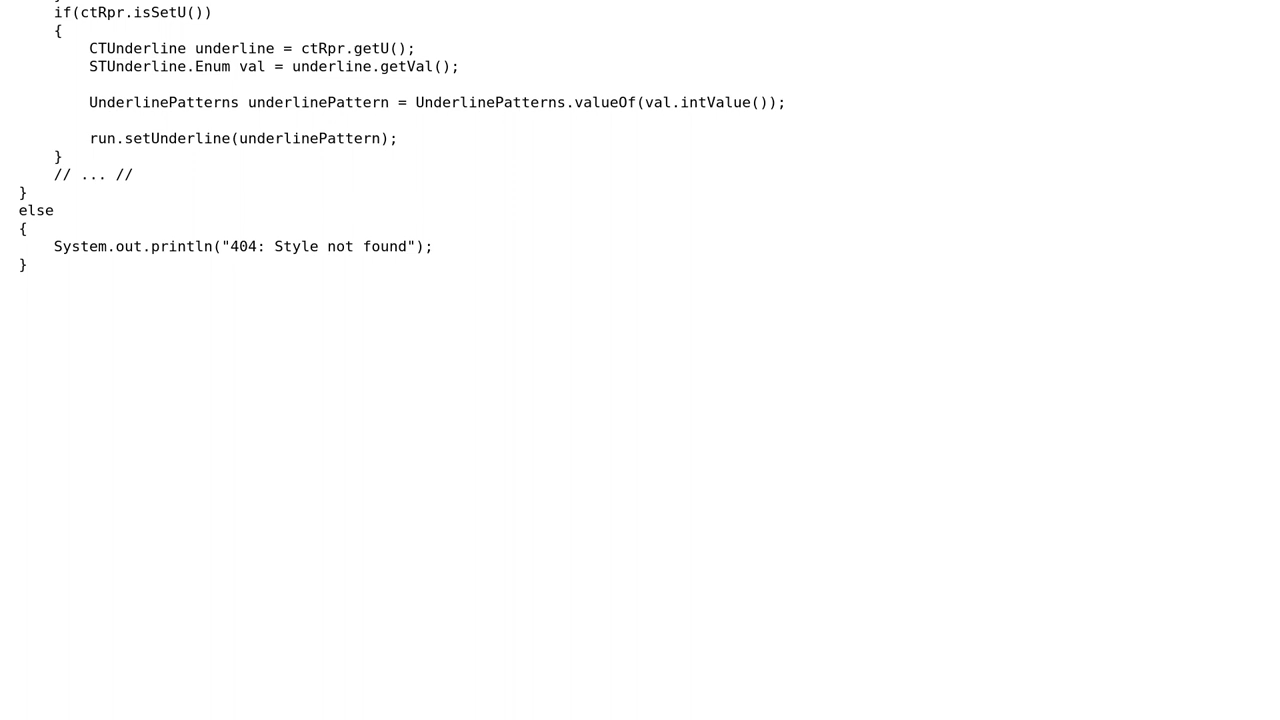 if(ctRpr.isSetU())
    {
        CTUnderline underline = ctRpr.getU();
        STUnderline.Enum val = underline.getVal();

        UnderlinePatterns underlinePattern = UnderlinePatterns.valueOf(val.intValue());

        run.setUnderline(underlinePattern);
    }
    // ... //
}
else
{
    System.out.println("404: Style not found");
}